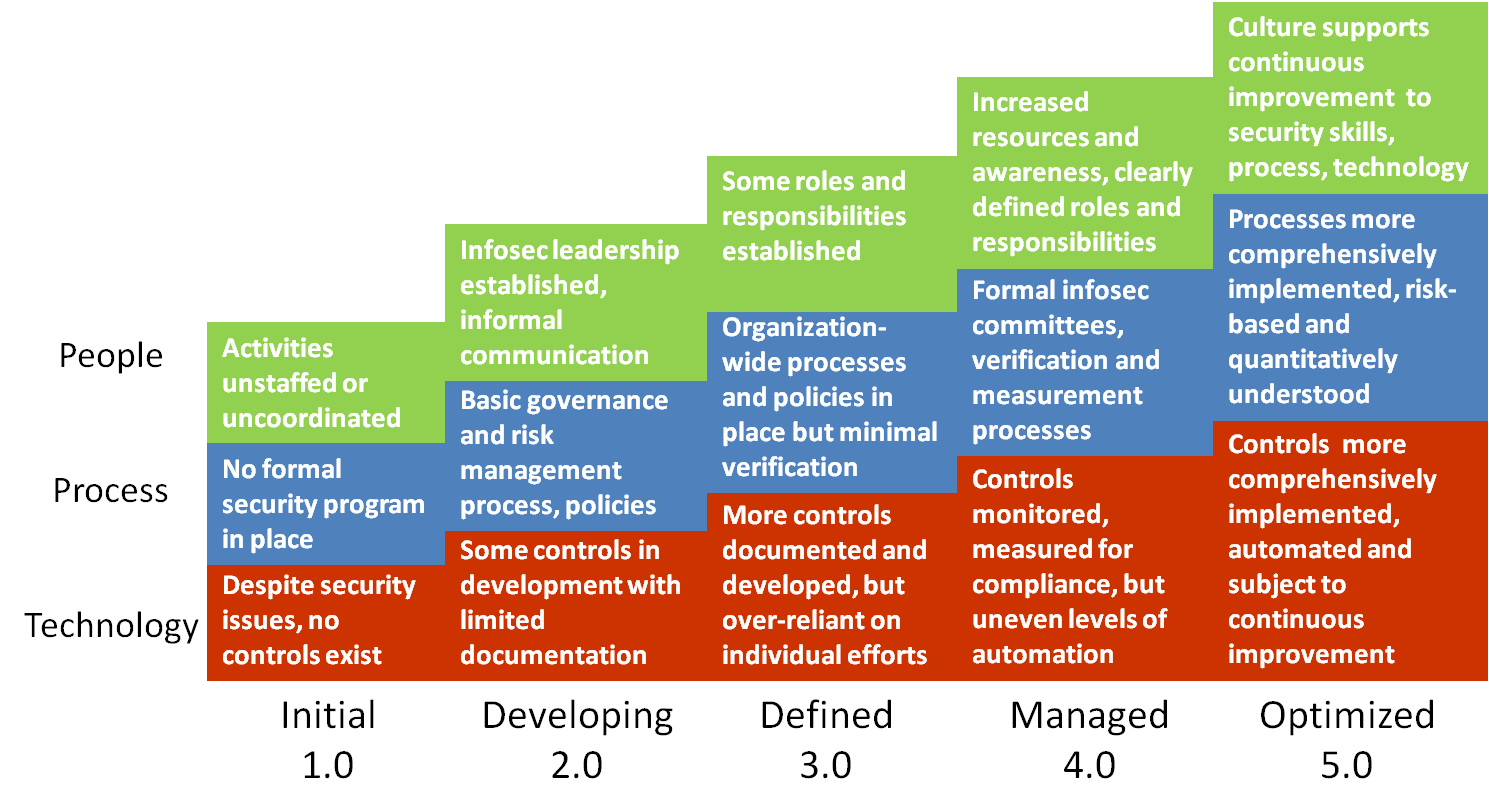 Culture supports
continuous
improvement to
security skills,
process, technology
Increased
resources and
awareness, clearly
defined roles and
responsibilities
Some roles and
responsibilities
established
Infosec leadership
established,
informal
communication
People
Activities
unstaffed or
uncoordinated
Processes more
comprehensively
implemented, risk-
based and
quantitatively
understood
Formal infosec
committees,
verification and
measurement
processes
Organization-
wide processes
and policies in
place but minimal
verification
Basic governance
and risk
management
process, policies
Process
No formal
security program
in place
Controls more
comprehensively
implemented,
automated and
subject to
continuous
improvement
Controls
monitored,
measured for
compliance, but
uneven levels of
automation
More controls
documented and
developed, but
over-reliant on
individual efforts
Some controls in
development with
limited
documentation
Technology
Despite security
issues, no
controls exist
Initial
1.0
Developing
2.0
Defined
3.0
Managed
4.0
Optimized
5.0